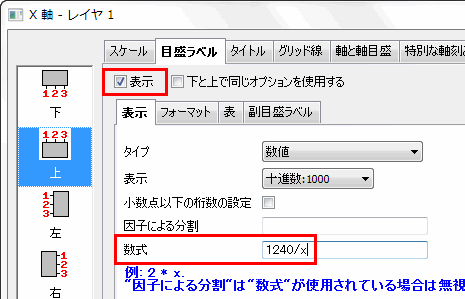 X 軸 - レイヤ 1
スケール 目盛ラベル タイトル グリッド線 軸と軸目盛 特別な軸刻
表示 下と上で同じオプションを使用する
123
下
123
上
1
2
3
左
1
2
3
右
表示 フォーマット 表 副目盛ラベル
タイプ 数値
表示 十進数:1000
小数点以下の桁数の設定
因子による分割
数式 1240/x
例: 2 * x.
"因子による分割"は"数式"が使用されている場合は無視